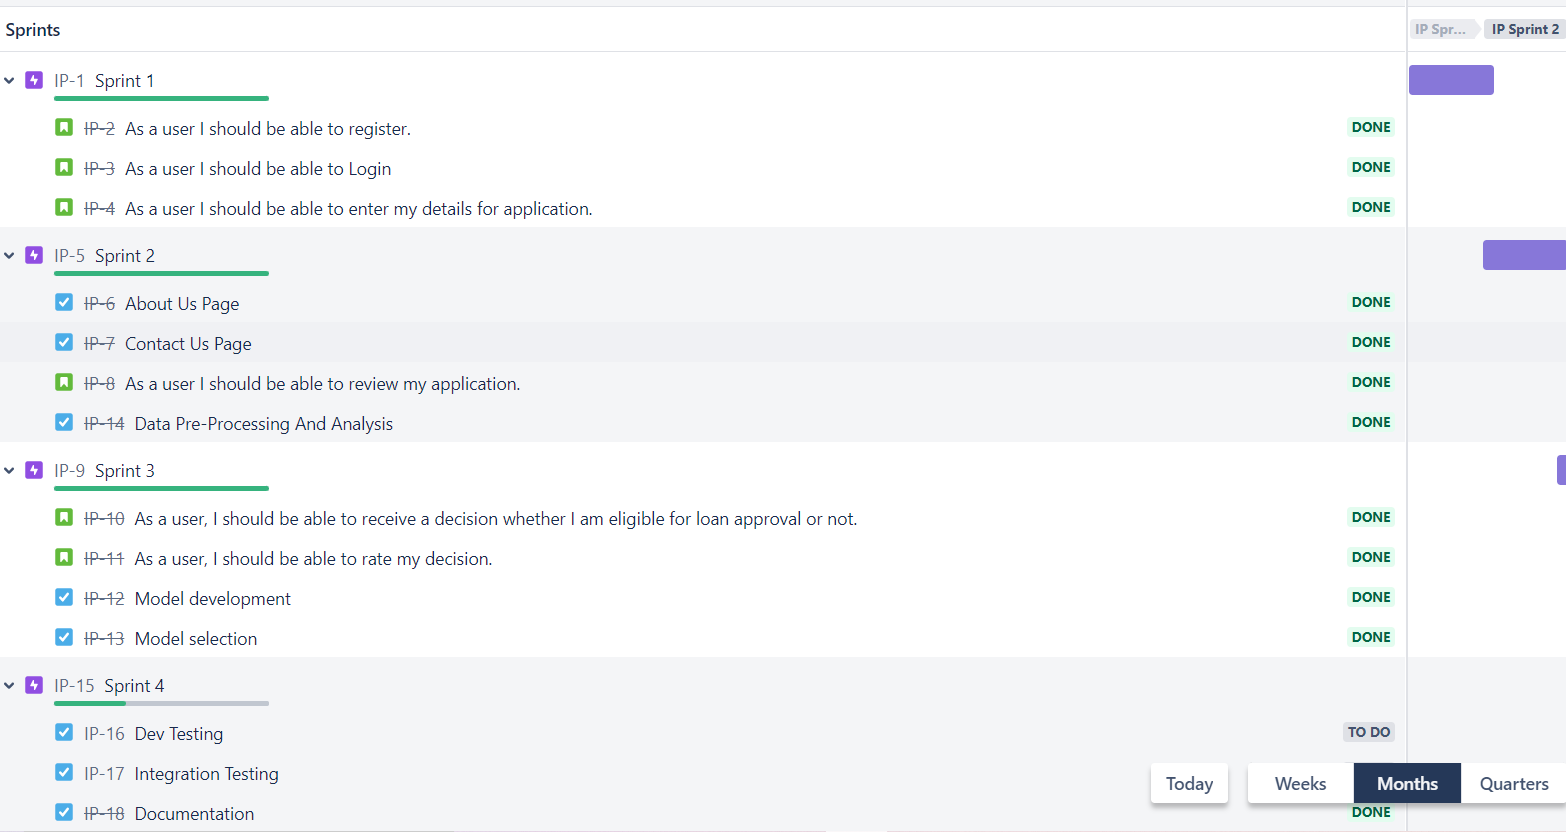 Sprints
IP Spr...
IP Sprint 2
IP-1 Sprint 1
IP-2 As a user I should be able to register. DONE
IP-3 As a user I should be able to Login DONE
IP-4 As a user I should be able to enter my details for application. DONE
IP-5 Sprint 2
IP-6 About Us Page DONE
IP-7 Contact Us Page DONE
IP-8 As a user I should be able to review my application. DONE
IP-14 Data Pre-Processing And Analysis DONE
IP-9 Sprint 3
IP-10 As a user, I should be able to receive a decision whether I am eligible for loan approval or not. DONE
IP-11 As a user, I should be able to rate my decision. DONE
IP-12 Model development DONE
IP-13 Model selection DONE
IP-15 Sprint 4
IP-16 Dev Testing TO DO
IP-17 Integration Testing
Today Weeks Months Quarters
IP-18 Documentation DONE